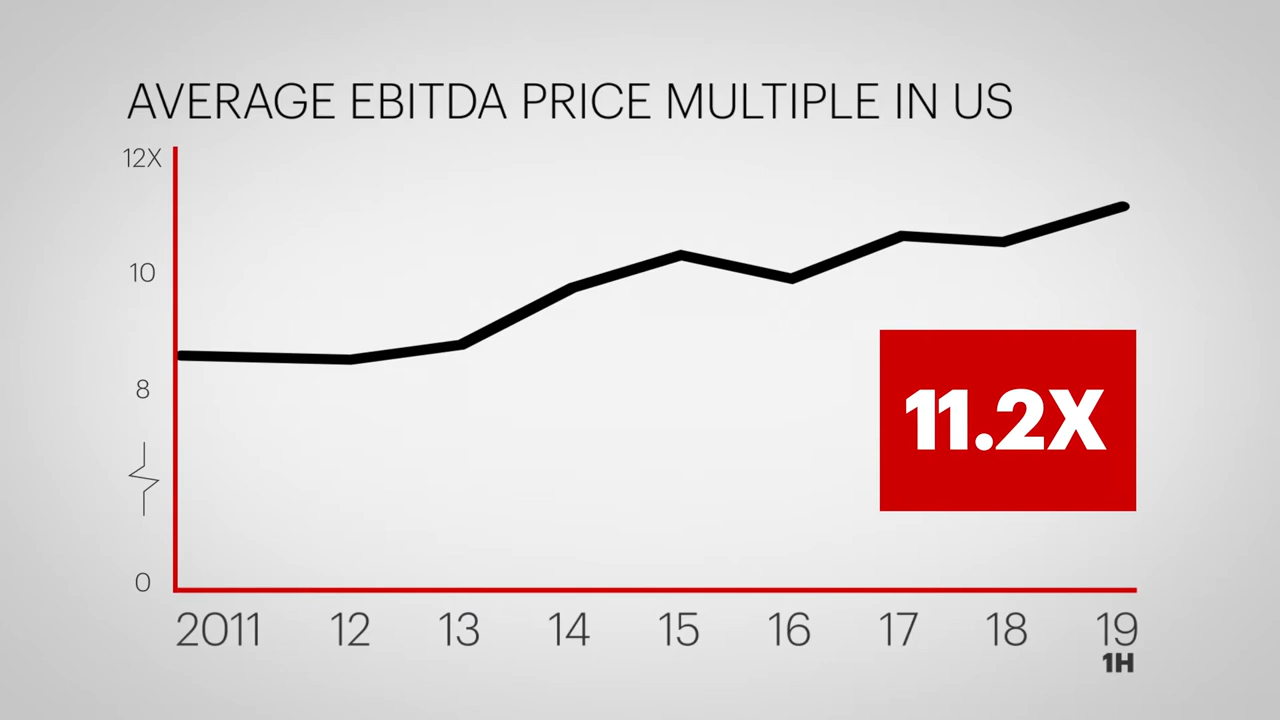 AVERAGE EBITDA PRICE MULTIPLE IN US
12X
10
8
0
11.2X
2011 12 13 14 15 16 17 18 19
1H